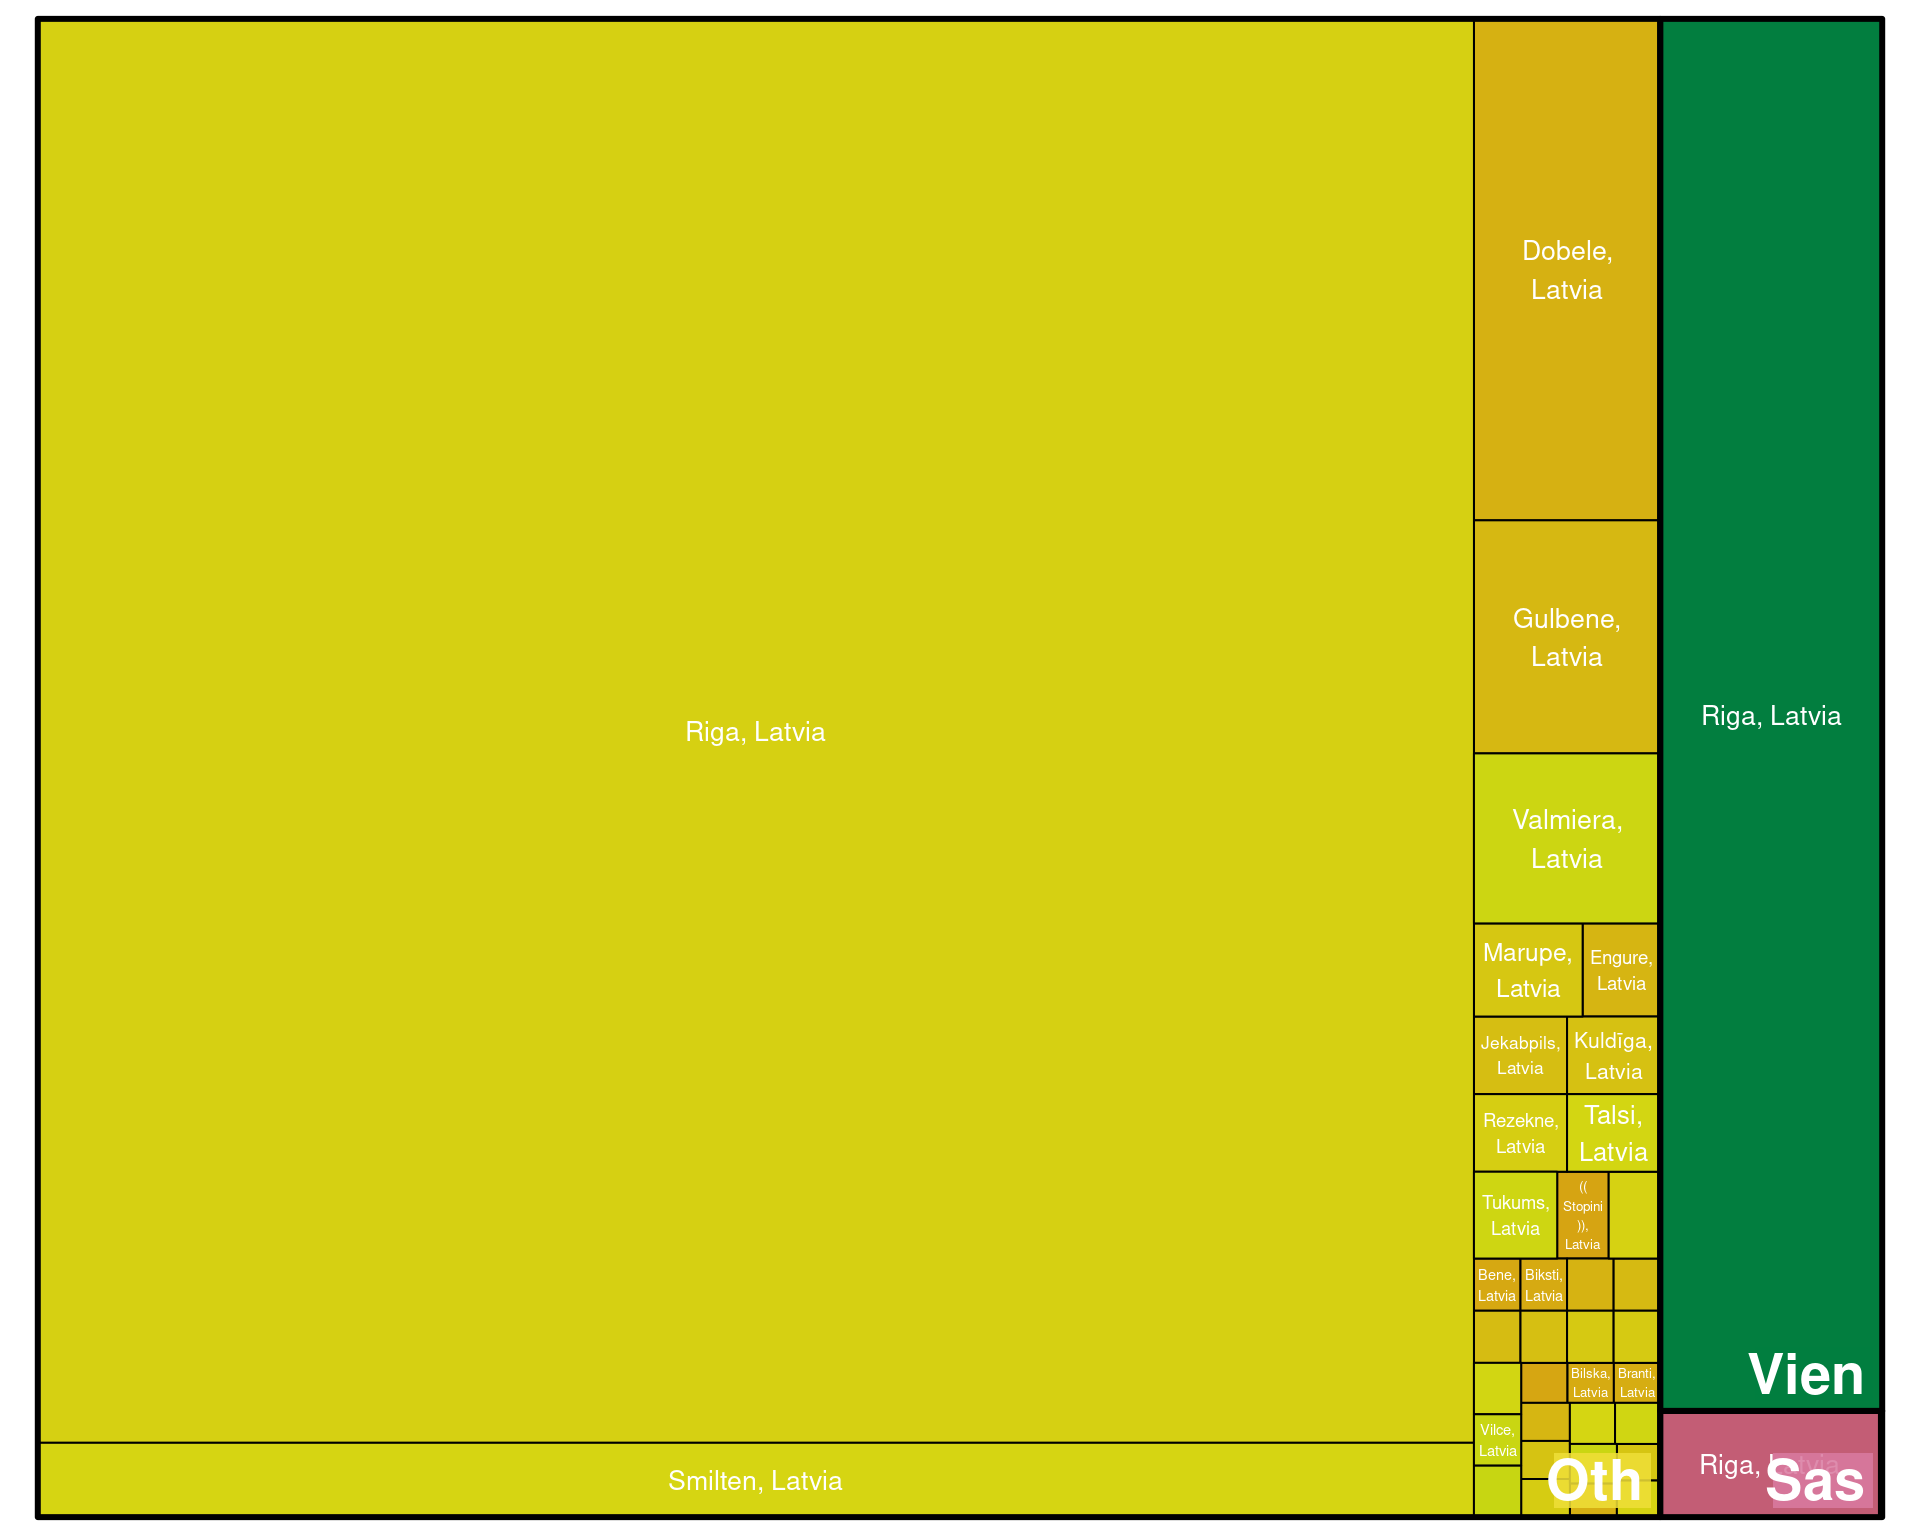 Riga, Latvia
Smilten, Latvia
Dobele,
Latvia
Gulbene,
Latvia
Valmiera,
Latvia
Marupe,
Latvia
Engure,
Latvia
Jekabpils,
Latvia
Kuldīga,
Latvia
Rezekne,
Latvia
Talsi,
Latvia
Tukums,
Latvia
((
Stopini
)),
Latvia
Bene,
Latvia
Biksti,
Latvia
Bilska,
Latvia
Branti,
Latvia
Vilce,
Latvia
Oth
Riga, Latvia
Vien
Riga, Latvia
Sas